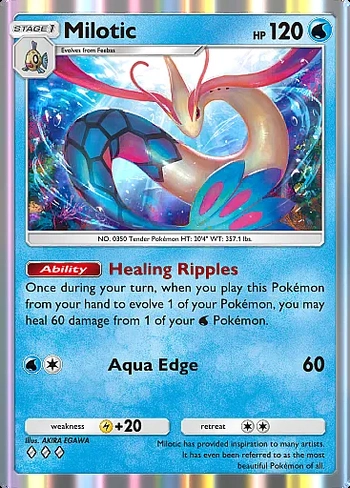 STAGE 1 Milotic HP 120
Evolves from Feebas
NO. 0350 Tender Pokémon HT: 20'4" WT: 357.1 lbs.
Ability Healing Ripples
Once during your turn, when you play this Pokémon
from your hand to evolve 1 of your Pokémon, you may
heal 60 damage from 1 of your Pokémon.
Aqua Edge 60
weakness +20 retreat
Illus. AKIRA EGAWA
Milotic has provided inspiration to many artists.
It has even been referred to as the most
beautiful Pokémon of all.